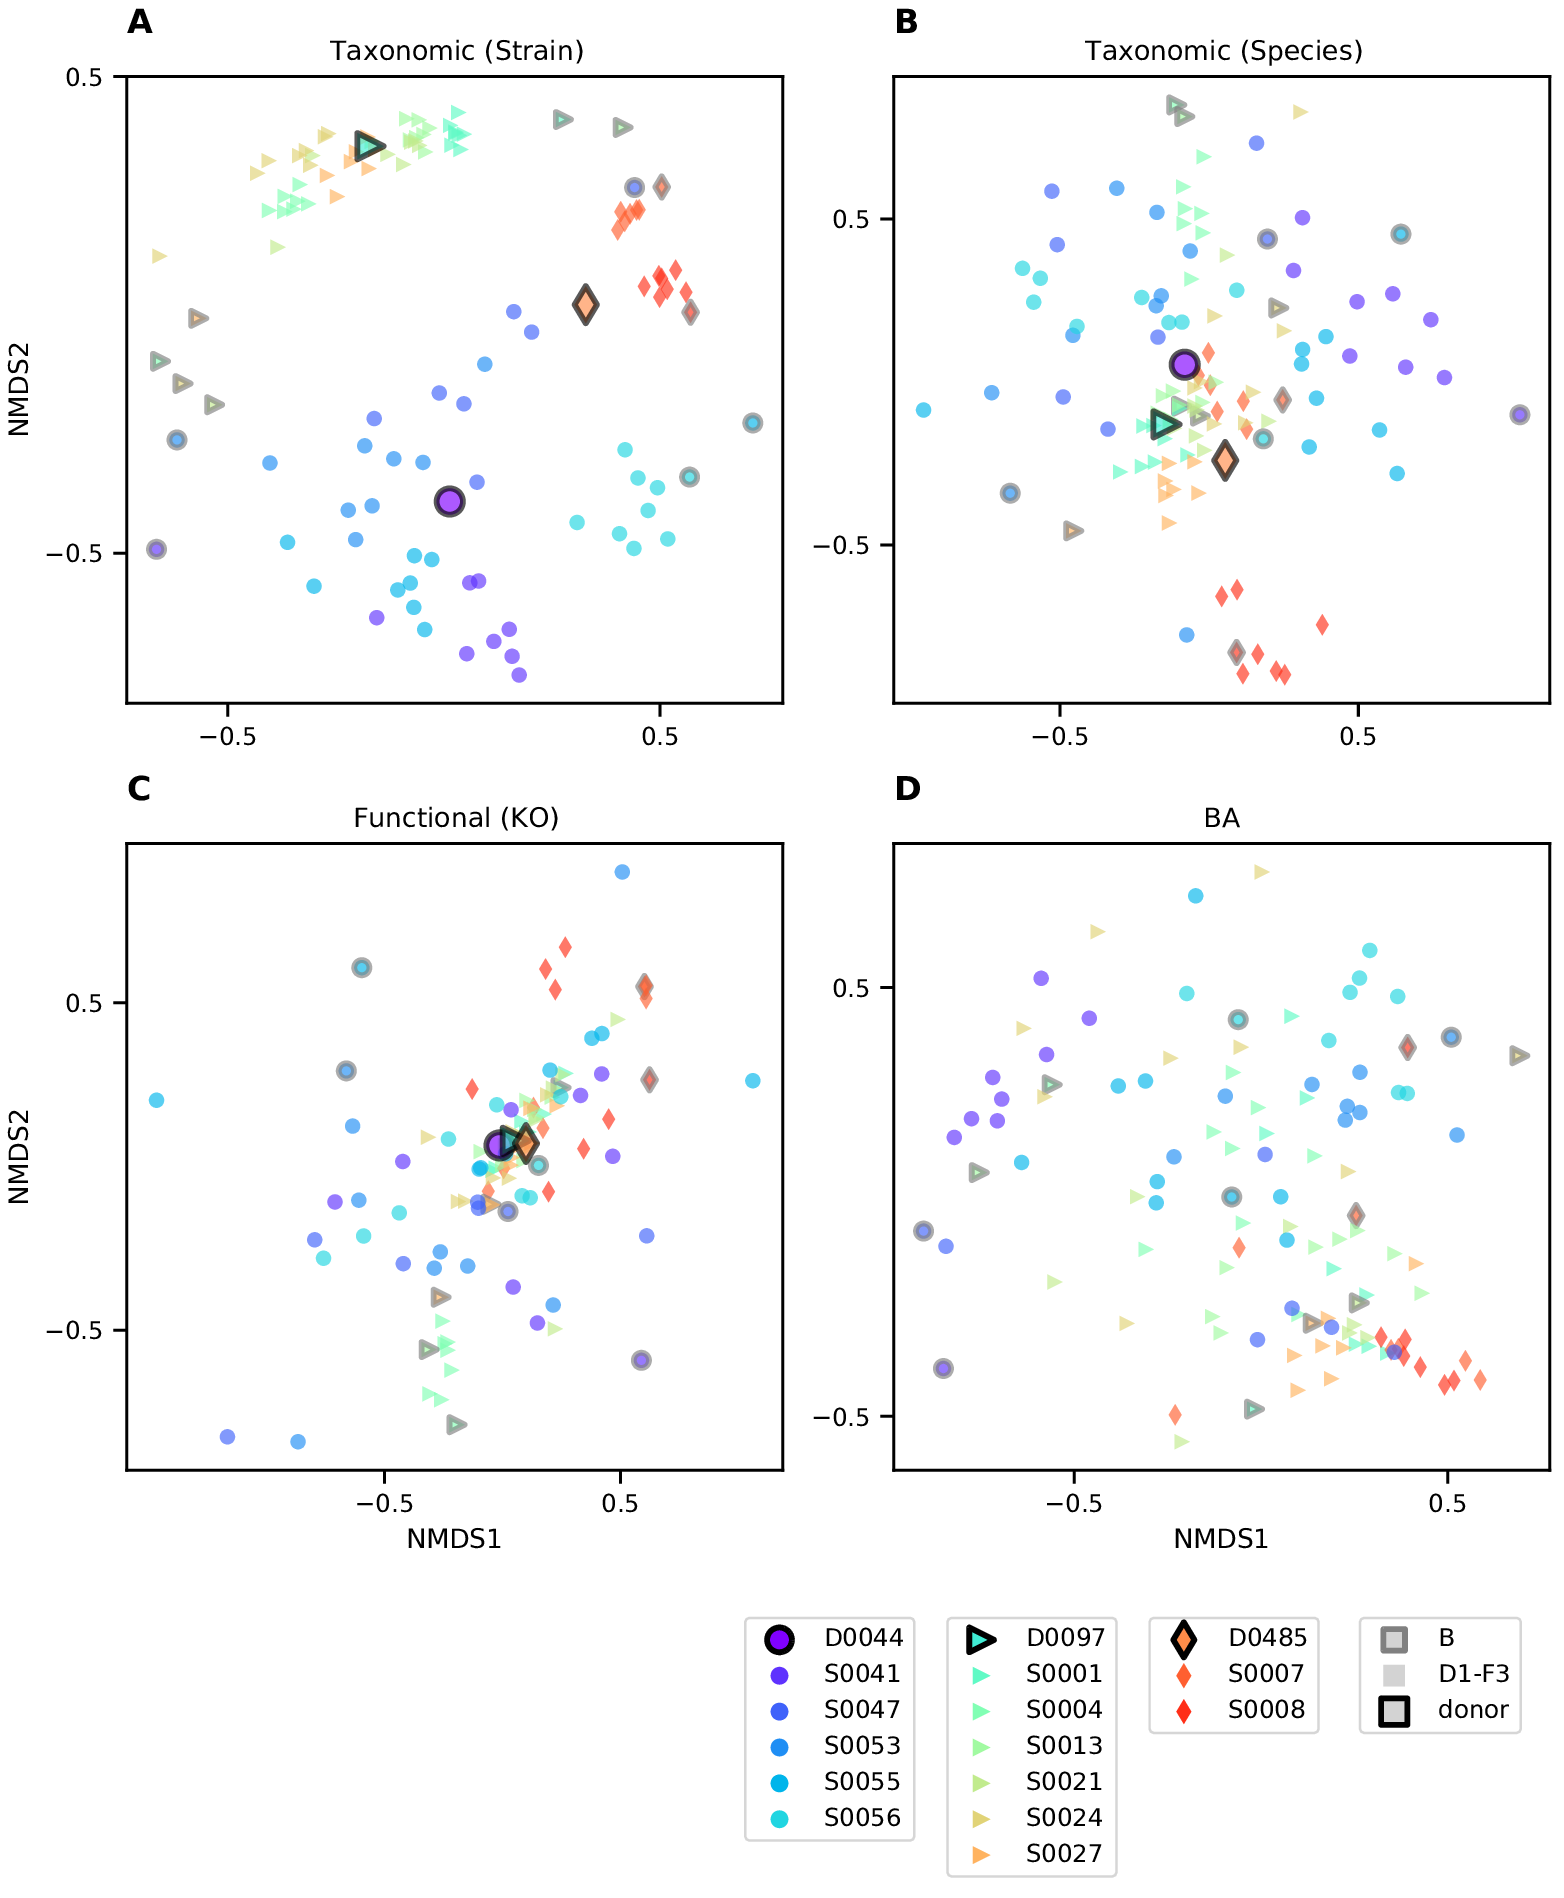 A
Taxonomic (Strain)
0.5
−0.5
−0.5
0.5
NMDS2
B
Taxonomic (Species)
0.5
−0.5
−0.5
0.5
C
Functional (KO)
0.5
−0.5
−0.5
0.5
NMDS2
NMDS1
D
BA
0.5
−0.5
−0.5
0.5
NMDS1
D0044
S0041
S0047
S0053
S0055
S0056
D0097
S0001
S0004
S0013
S0021
S0024
S0027
D0485
S0007
S0008
B
D1-F3
donor